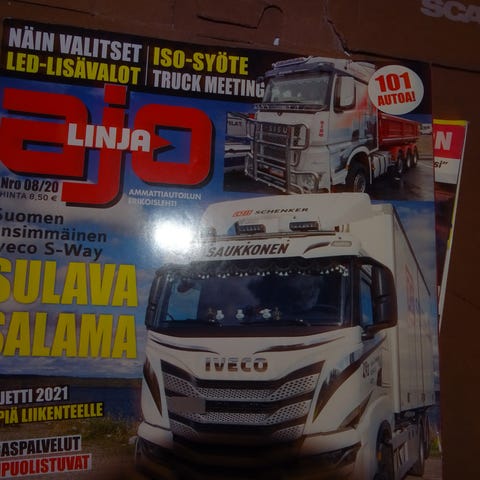 SCA
NÄIN VALITSET
LED-LISÄVALOT
ISO-SYÖTE
TRUCK MEETING
101
AUTOA!
ajo
LINJA
Nro 08/20
HINTA 8,50 €
AMMATTIAUTOILUN
ERIKOISLEHTI
Suomen
ensimmäinen
Iveco S-Way
SULAVA
SALAMA
SCHENKER
SAUKKONEN
IVECO
JETTI 2021
PIÄ LIIKENTEELLE
ASPALVELUT
PUOLISTUVAT
N